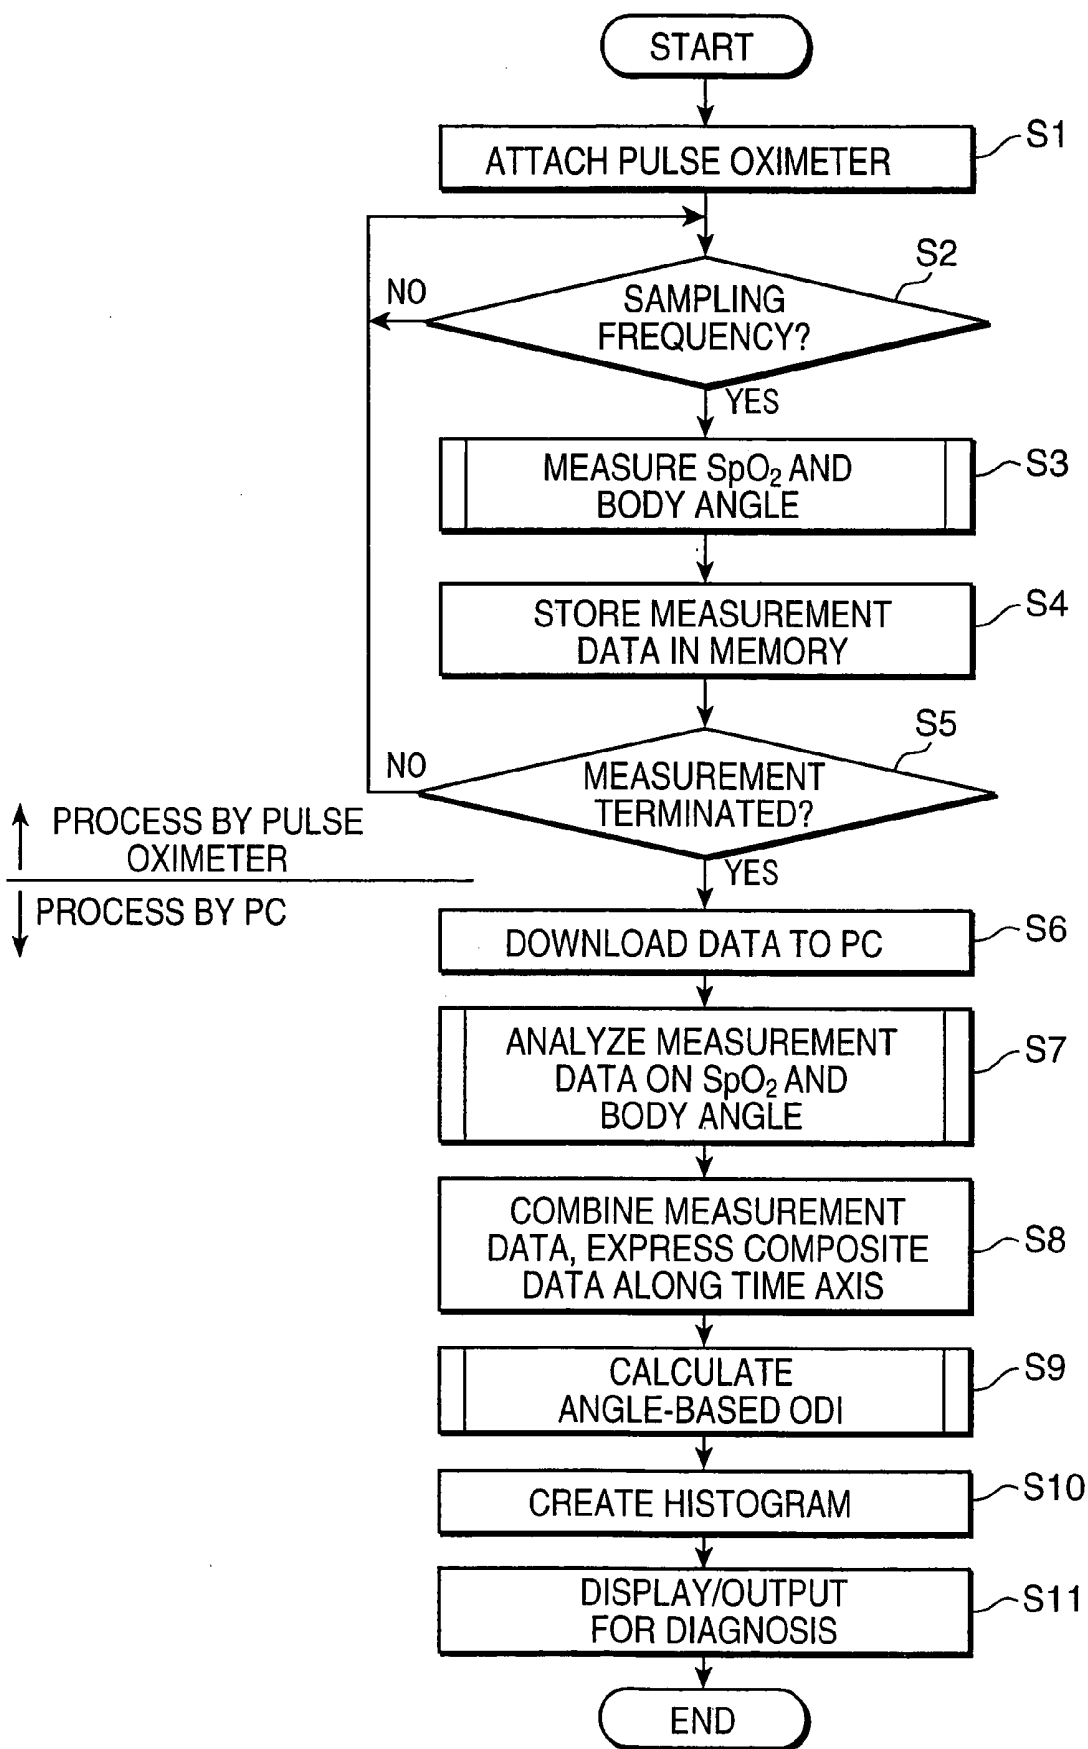 START
S1
ATTACH PULSE OXIMETER
S2
NO
SAMPLING
FREQUENCY?
YES
S3
MEASURE SpO₂ AND
BODY ANGLE
S4
STORE MEASUREMENT
DATA IN MEMORY
S5
NO
MEASUREMENT
TERMINATED?
PROCESS BY PULSE
OXIMETER
YES
PROCESS BY PC
S6
DOWNLOAD DATA TO PC
S7
ANALYZE MEASUREMENT
DATA ON SpO₂ AND
BODY ANGLE
S8
COMBINE MEASUREMENT
DATA, EXPRESS COMPOSITE
DATA ALONG TIME AXIS
S9
CALCULATE
ANGLE-BASED ODI
S10
CREATE HISTOGRAM
S11
DISPLAY/OUTPUT
FOR DIAGNOSIS
END